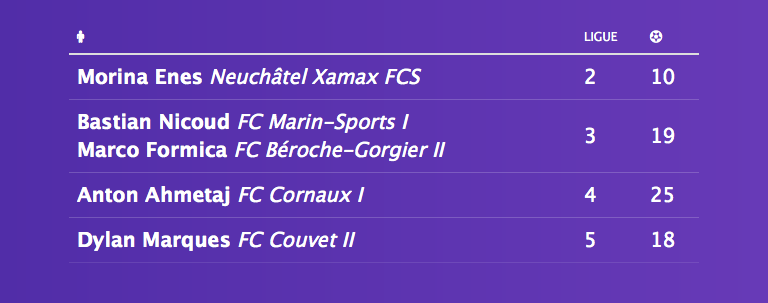 LIGUE
Morina Enes Neuchâtel Xamax FCS 2 10
Bastian Nicoud FC Marin–Sports I
Marco Formica FC Béroche–Gorgier II
3 19
Anton Ahmetaj FC Cornaux I 4 25
Dylan Marques FC Couvet II 5 18